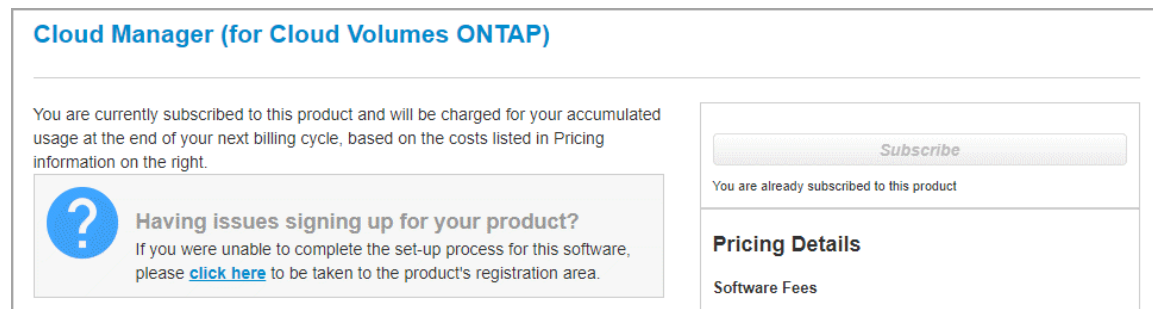 Cloud Manager (for Cloud Volumes ONTAP)
You are currently subscribed to this product and will be charged for your accumulated
usage at the end of your next billing cycle, based on the costs listed in Pricing
information on the right.
?
Having issues signing up for your product?
If you were unable to complete the set-up process for this software,
please click here to be taken to the product's registration area.
Subscribe
You are already subscribed to this product
Pricing Details
Software Fees